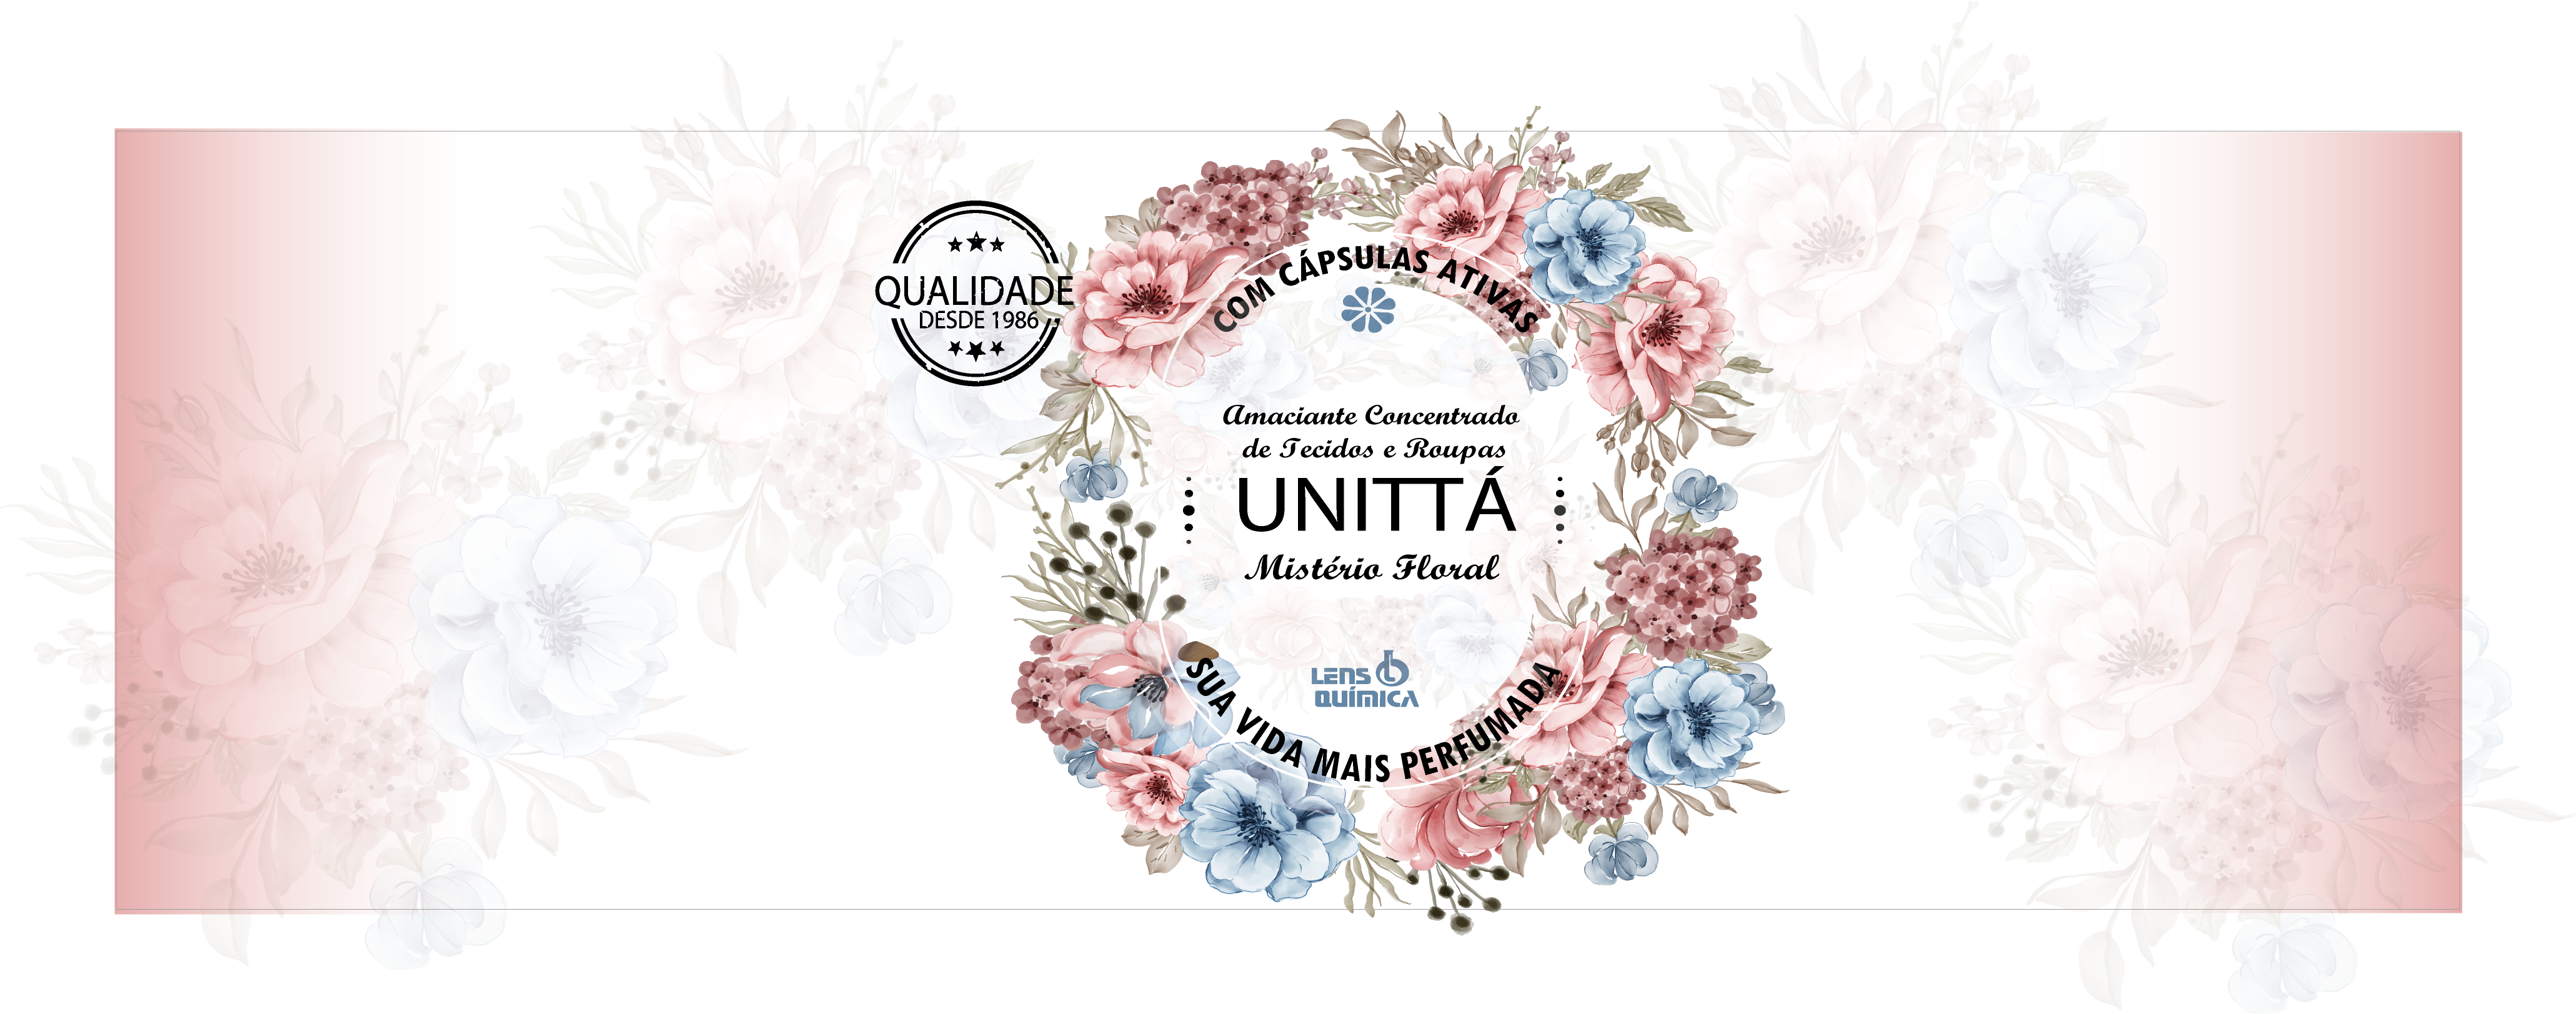 QUALIDADE
DESDE 1986
COM CÁPSULAS ATIVAS
Amaciante Concentrado
de Tecidos e Roupas
UNITTÁ
Mistério Floral
LENS
QUÍMICA
SUA VIDA MAIS PERFUMADA